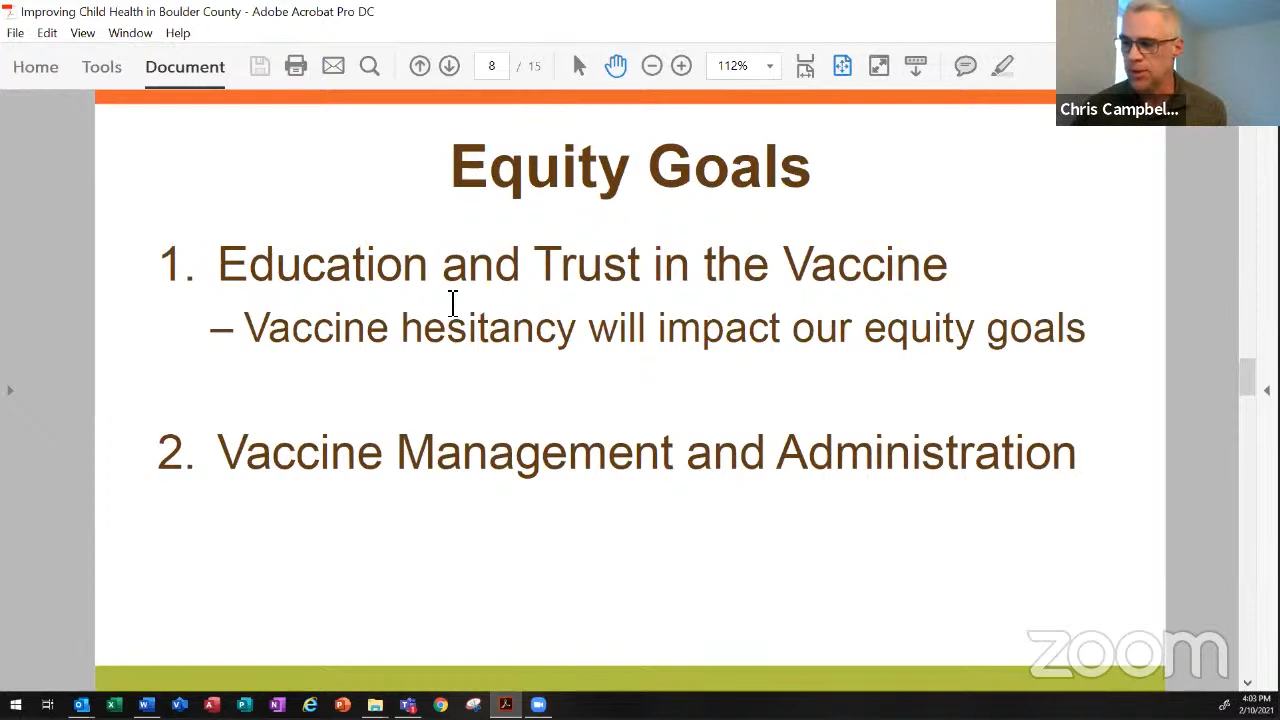 Improving Child Health in Boulder County - Adobe Acrobat Pro DC
File Edit View Window Help
Home Tools Document 8 / 15 112%
Chris Campbel...
Equity Goals
1. Education and Trust in the Vaccine
– Vaccine hesitancy will impact our equity goals
2. Vaccine Management and Administration
zoom
4:03 PM
2/10/2021